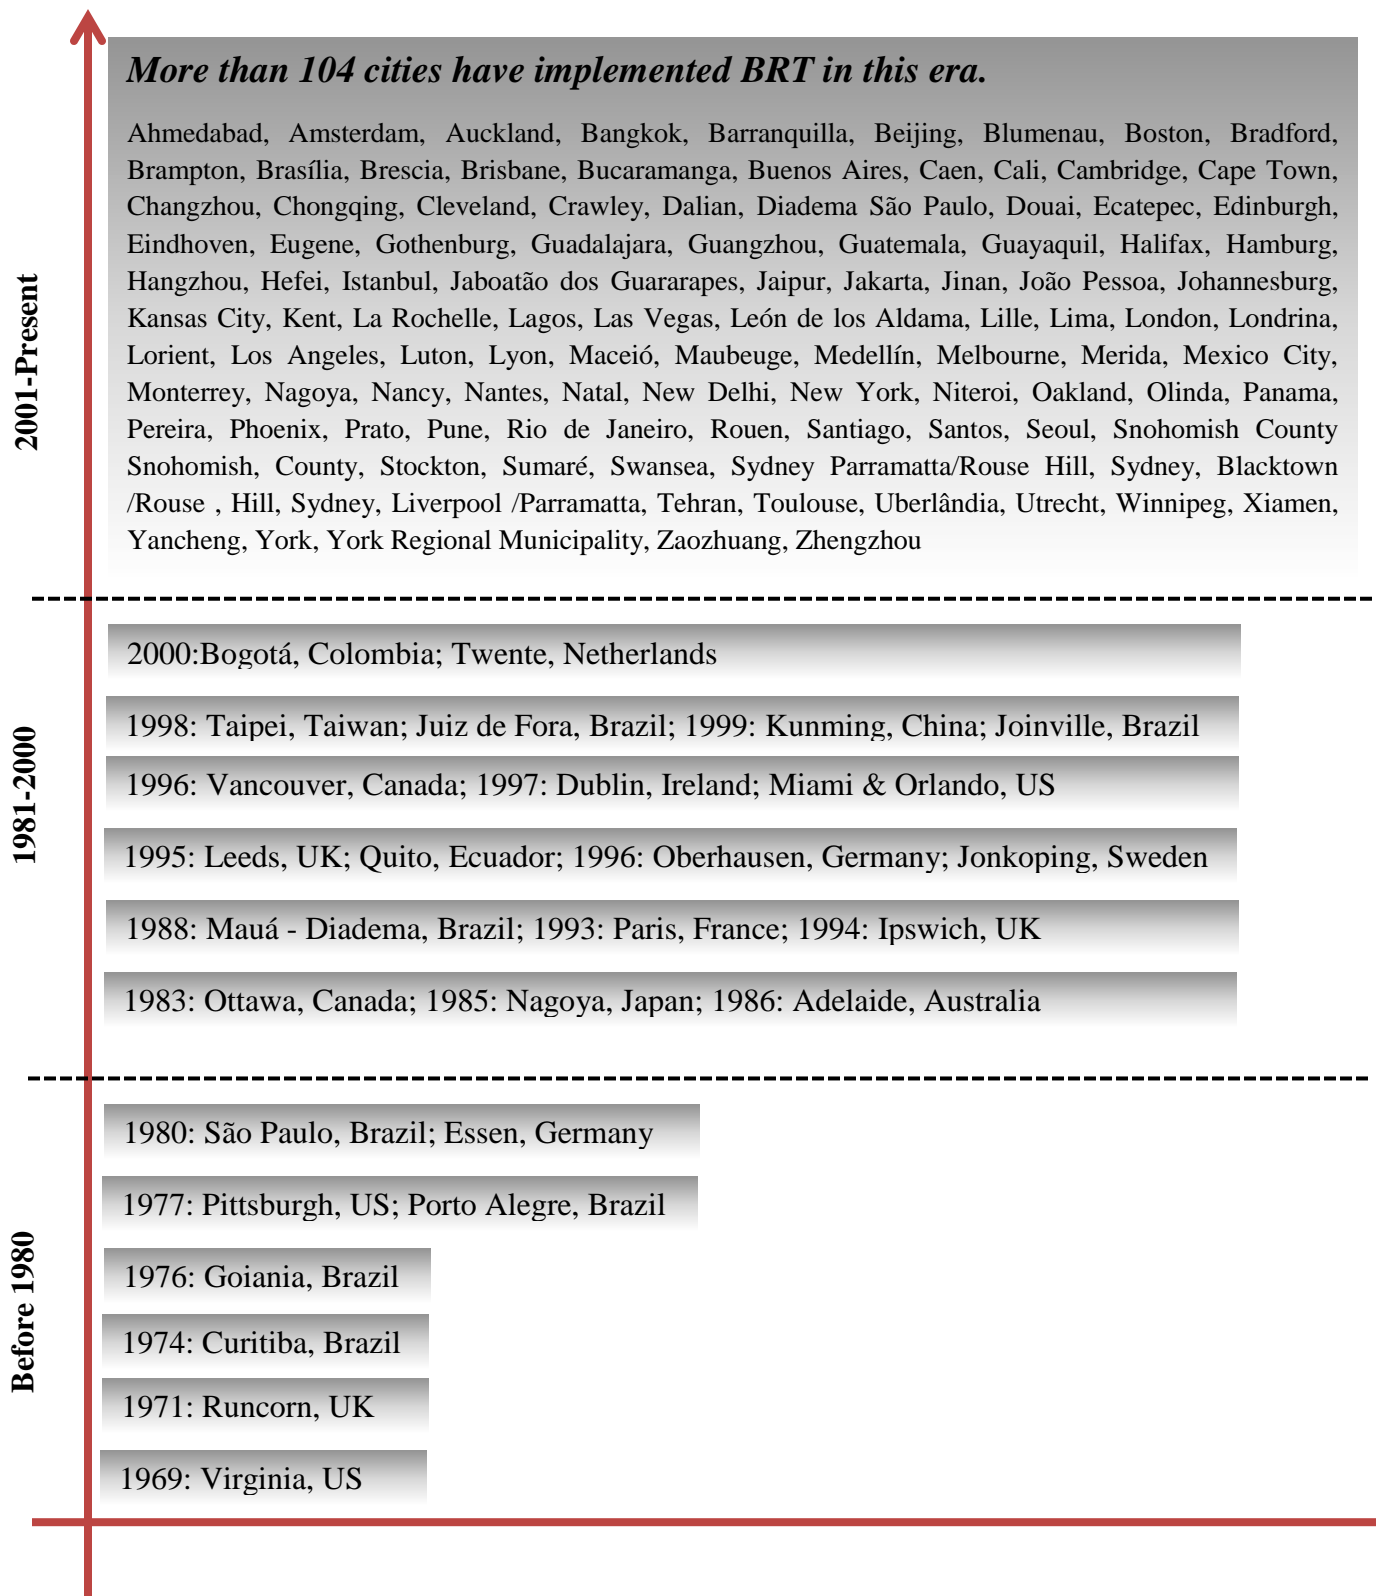 More than 104 cities have implemented BRT in this era.
Ahmedabad, Amsterdam, Auckland, Bangkok, Barranquilla, Beijing, Blumenau, Boston, Bradford,
Brampton, Brasília, Brescia, Brisbane, Bucaramanga, Buenos Aires, Caen, Cali, Cambridge, Cape Town,
Changzhou, Chongqing, Cleveland, Crawley, Dalian, Diadema São Paulo, Douai, Ecatepec, Edinburgh,
Eindhoven, Eugene, Gothenburg, Guadalajara, Guangzhou, Guatemala, Guayaquil, Halifax, Hamburg,
Hangzhou, Hefei, Istanbul, Jaboatão dos Guararapes, Jaipur, Jakarta, Jinan, João Pessoa, Johannesburg,
Kansas City, Kent, La Rochelle, Lagos, Las Vegas, León de los Aldama, Lille, Lima, London, Londrina,
Lorient, Los Angeles, Luton, Lyon, Maceió, Maubeuge, Medellín, Melbourne, Merida, Mexico City,
Monterrey, Nagoya, Nancy, Nantes, Natal, New Delhi, New York, Niteroi, Oakland, Olinda, Panama,
Pereira, Phoenix, Prato, Pune, Rio de Janeiro, Rouen, Santiago, Santos, Seoul, Snohomish County
Snohomish, County, Stockton, Sumaré, Swansea, Sydney Parramatta/Rouse Hill, Sydney, Blacktown
/Rouse , Hill, Sydney, Liverpool /Parramatta, Tehran, Toulouse, Uberlândia, Utrecht, Winnipeg, Xiamen,
Yancheng, York, York Regional Municipality, Zaozhuang, Zhengzhou
2001-Present
2000:Bogotá, Colombia; Twente, Netherlands
1998: Taipei, Taiwan; Juiz de Fora, Brazil; 1999: Kunming, China; Joinville, Brazil
1996: Vancouver, Canada; 1997: Dublin, Ireland; Miami & Orlando, US
1995: Leeds, UK; Quito, Ecuador; 1996: Oberhausen, Germany; Jonkoping, Sweden
1988: Mauá - Diadema, Brazil; 1993: Paris, France; 1994: Ipswich, UK
1983: Ottawa, Canada; 1985: Nagoya, Japan; 1986: Adelaide, Australia
1981-2000
1980: São Paulo, Brazil; Essen, Germany
1977: Pittsburgh, US; Porto Alegre, Brazil
1976: Goiania, Brazil
1974: Curitiba, Brazil
1971: Runcorn, UK
1969: Virginia, US
Before 1980